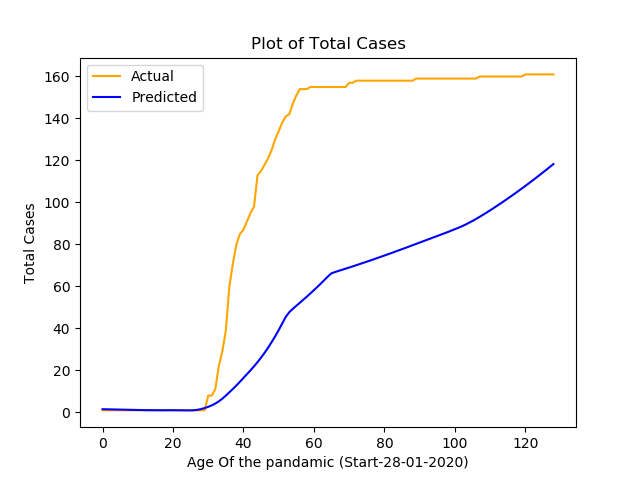 Plot of Total Cases
Actual
Predicted
160
140
120
100
80
60
40
20
0
Total Cases
0 20 40 60 80 100 120
Age Of the pandamic (Start-28-01-2020)